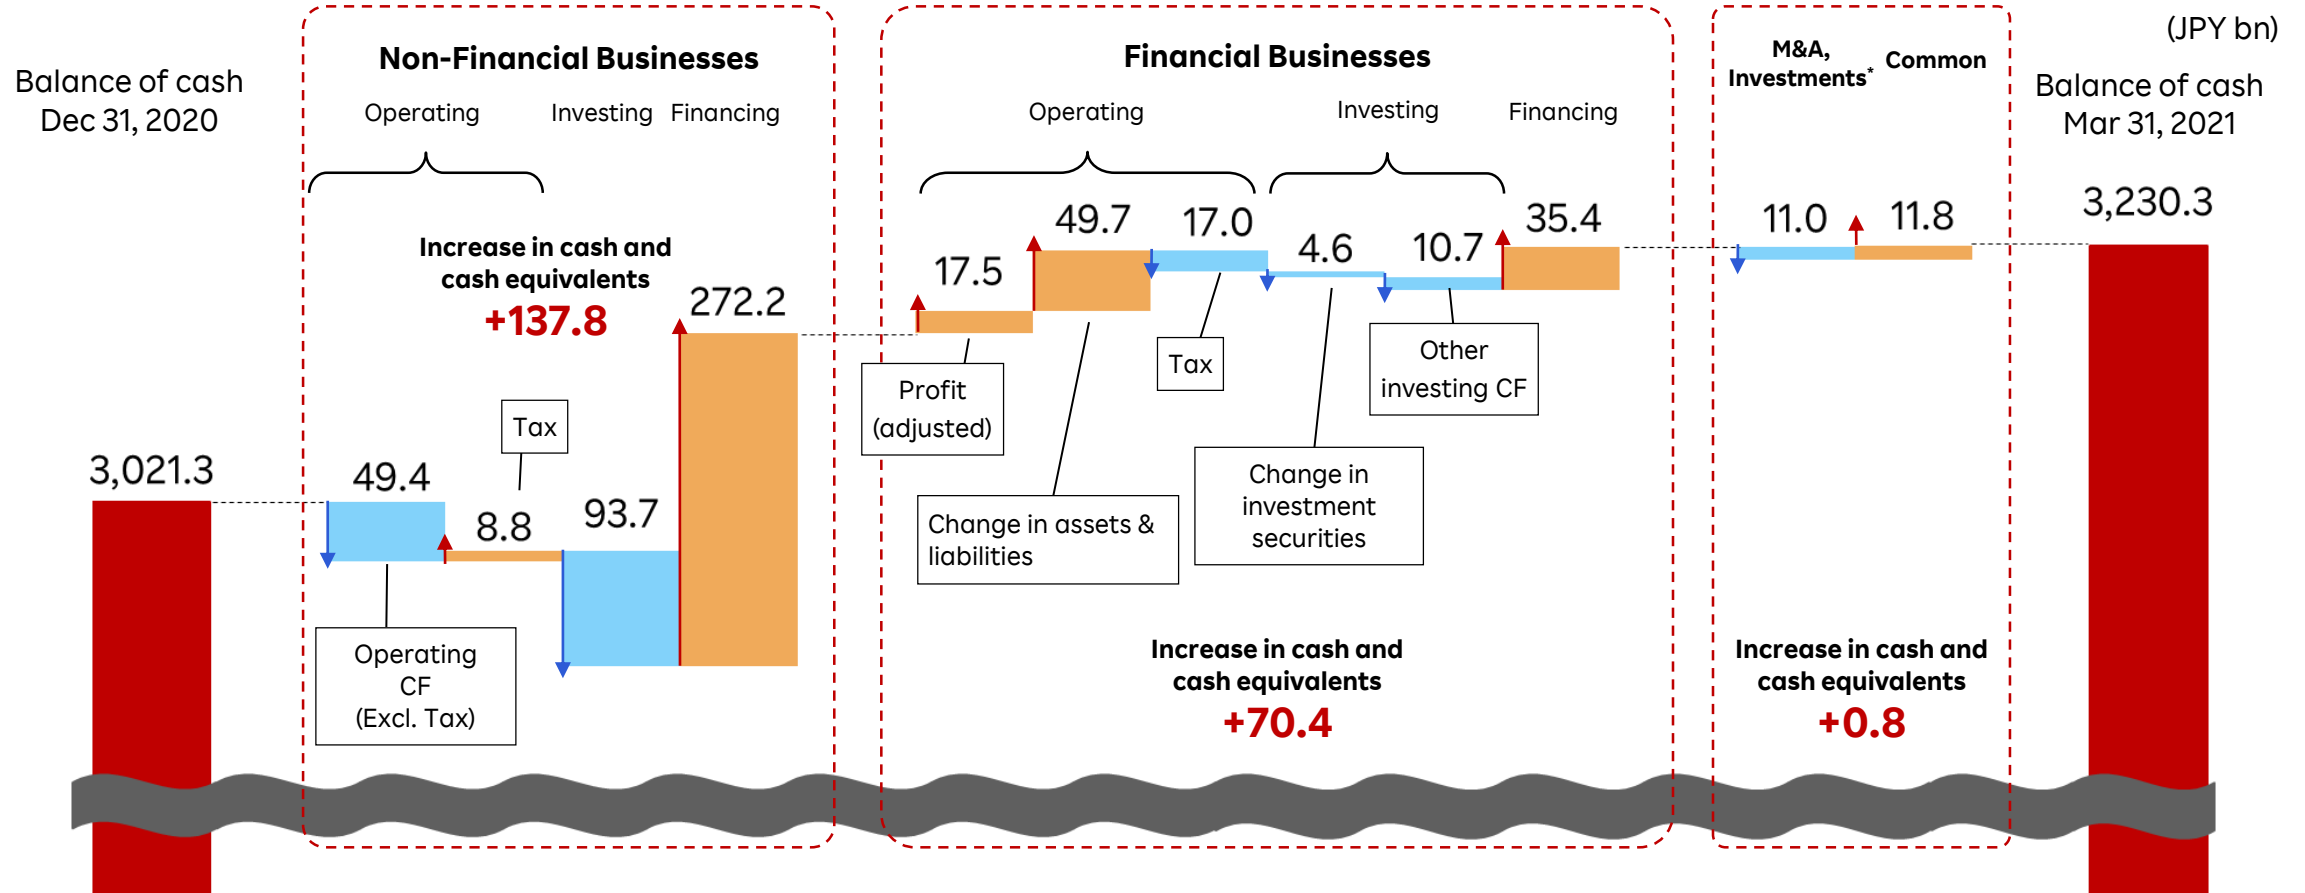 (JPY bn)
Balance of cash
Dec 31, 2020
3,021.3
Non-Financial Businesses
Operating
Investing
Financing
Increase in cash and
cash equivalents
+137.8
49.4
8.8
93.7
272.2
Tax
Operating
CF
(Excl. Tax)
Financial Businesses
Operating
Investing
Financing
17.5
49.7
17.0
4.6
10.7
35.4
Profit
(adjusted)
Change in assets &
liabilities
Tax
Change in
investment
securities
Other
investing CF
Increase in cash and
cash equivalents
+70.4
M&A,
Investments*
Common
11.0
11.8
Increase in cash and
cash equivalents
+0.8
Balance of cash
Mar 31, 2021
3,230.3